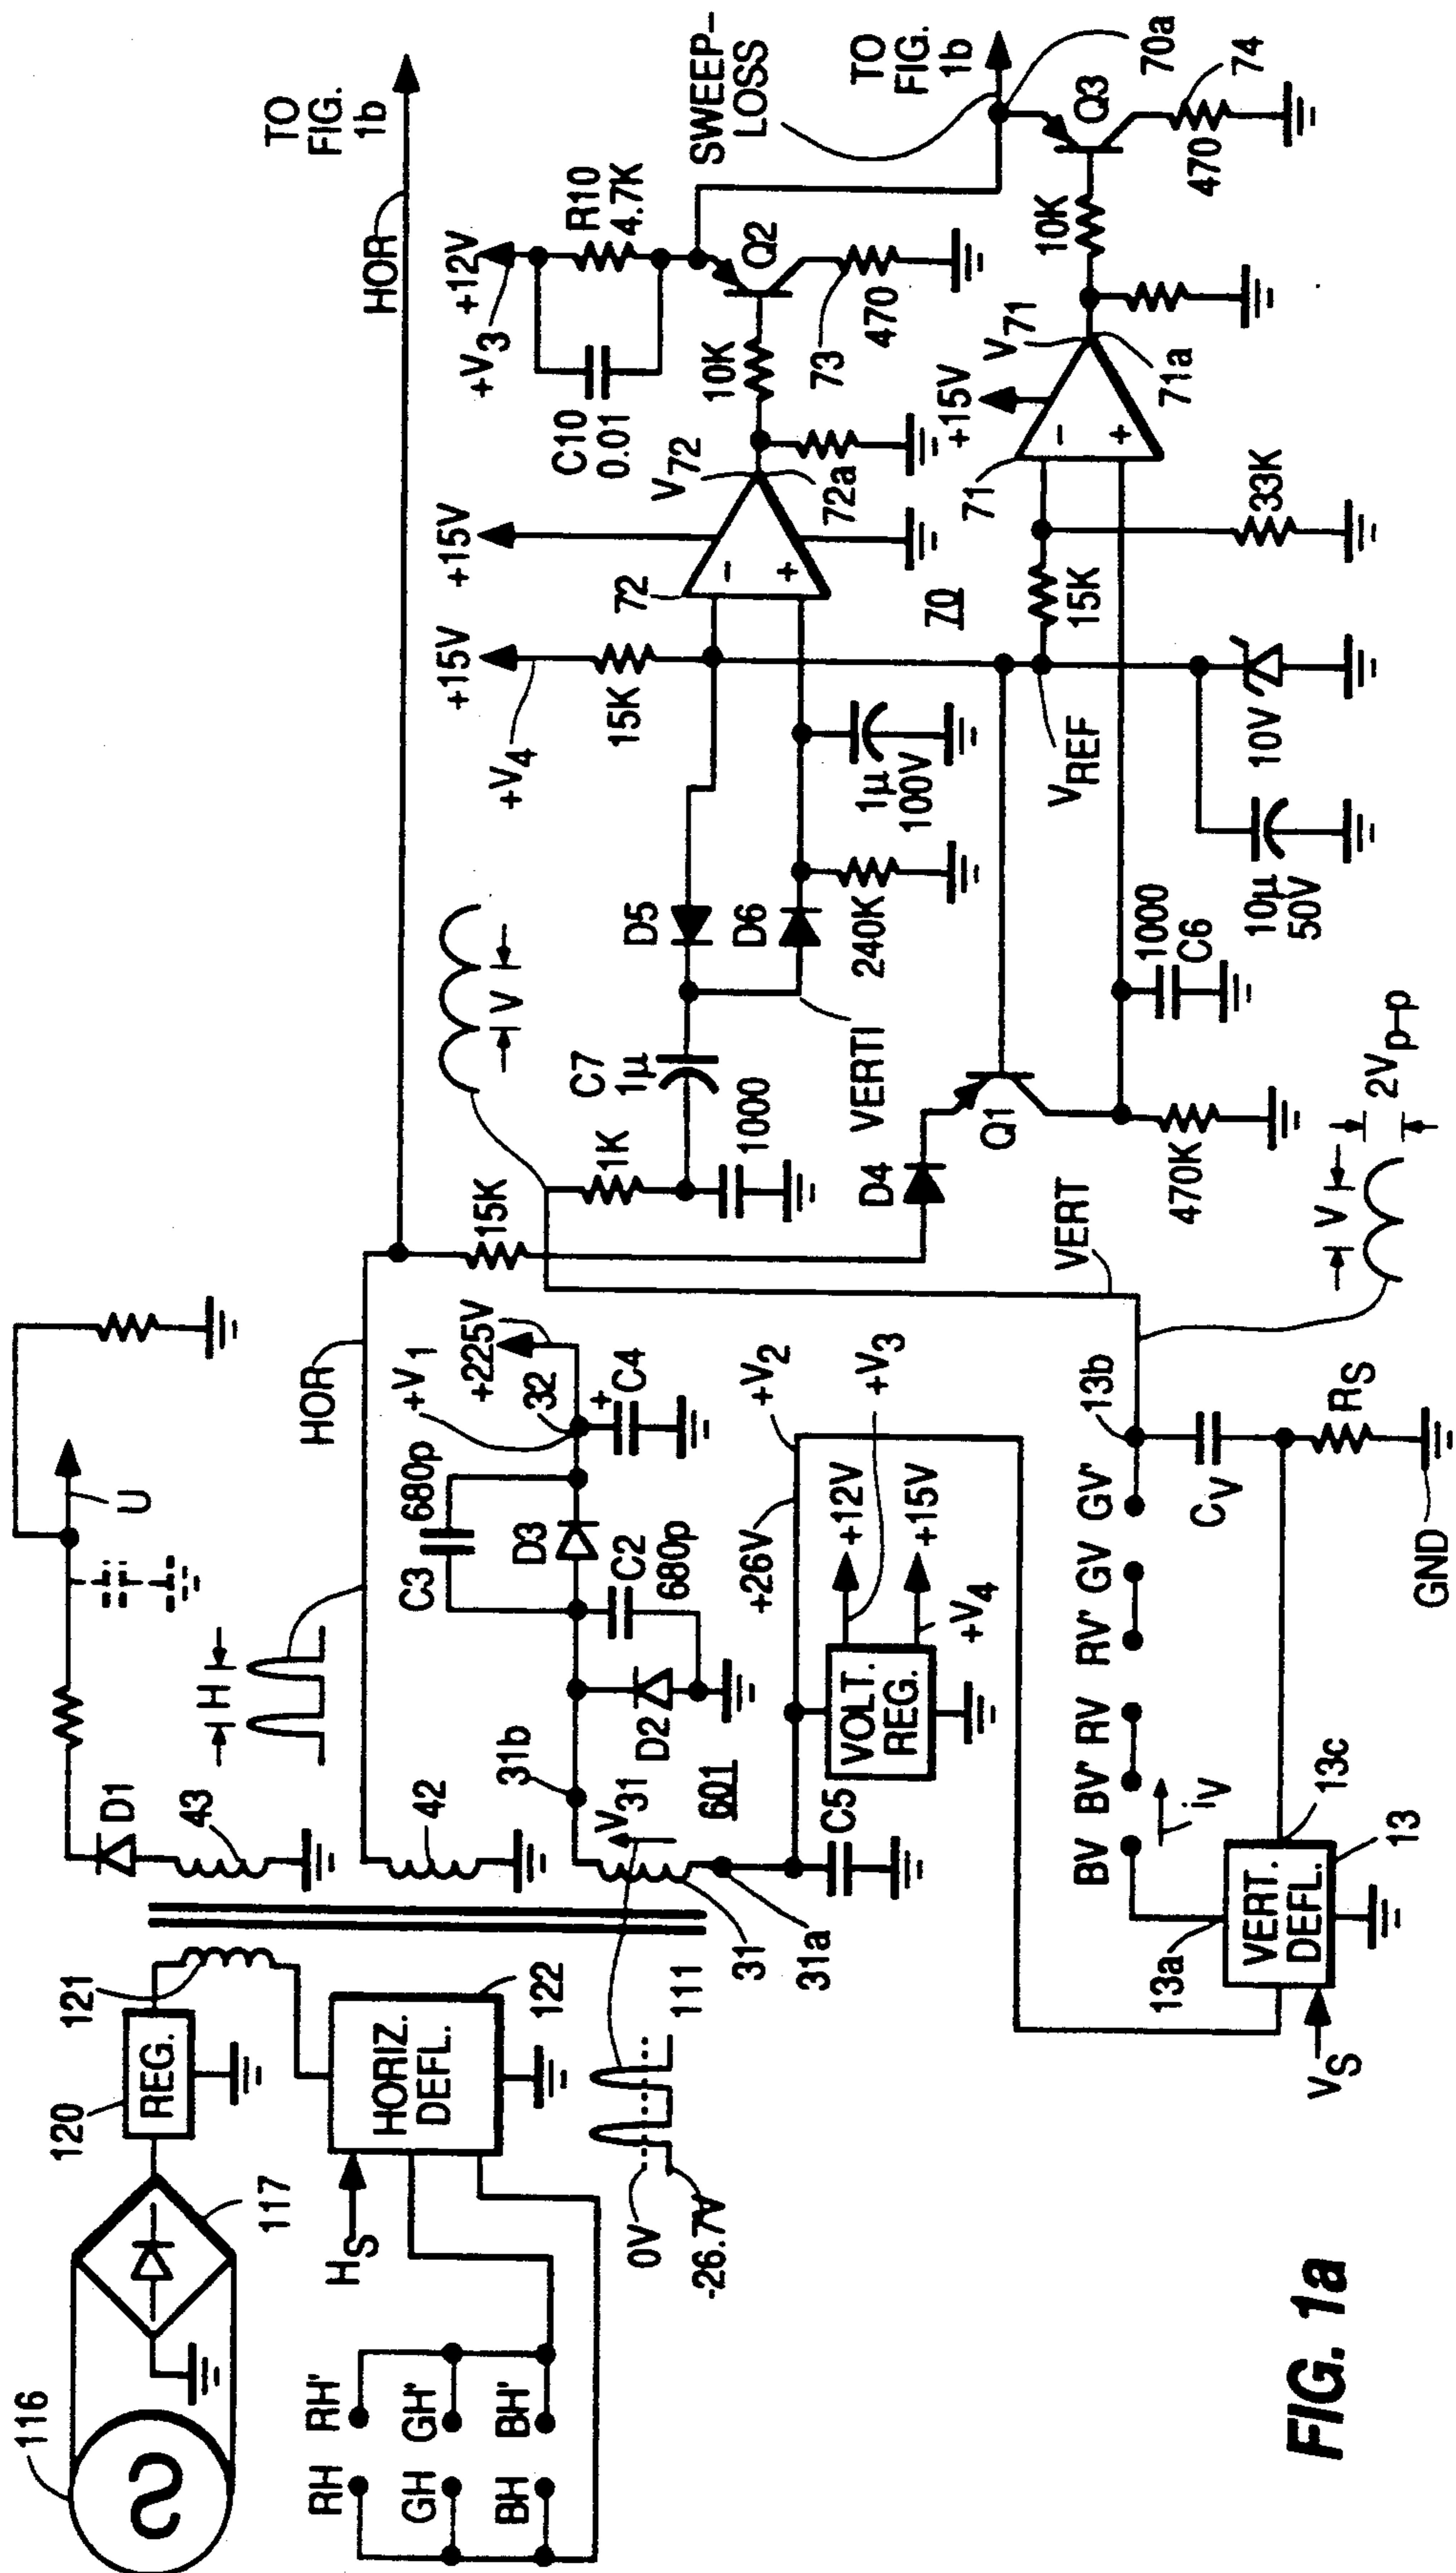 116
117
120
REG.
121
HS
HORIZ.
DEFL.
122
RH
RH'
GH
GH'
BH
BH'
0V
-26.7V
111
D1
43
U
H
HOR
42
31b
V31
31
31a
601
D2
C2
680p
C3
680p
D3
+V1
+225V
32
+
C4
+V2
+26V
C5
VOLT.
REG.
+12V
+V3
+15V
+V4
VS
VERT.
DEFL.
13a
13c
13
BV
BV'
RV
RV'
GV
GV'
iV
13b
CV
RS
GND
VERT
V
2Vp-p
HOR
TO
FIG.
1b
15K
V
1K
1000
C7
1µ
D5
D6
VERTI
240K
1µ
100V
D4
Q1
470K
1000
C6
+V4
+15V
15K
+15V
72
–
+
V72
72a
10K
73
470
Q2
C10
0.01
+V3
+12V
R10
4.7K
SWEEP-
LOSS
TO
FIG.
1b
70a
70
VREF
15K
10V
10µ
50V
33K
71
–
+
+15V
V71
71a
10K
Q3
470
74
FIG. 1a